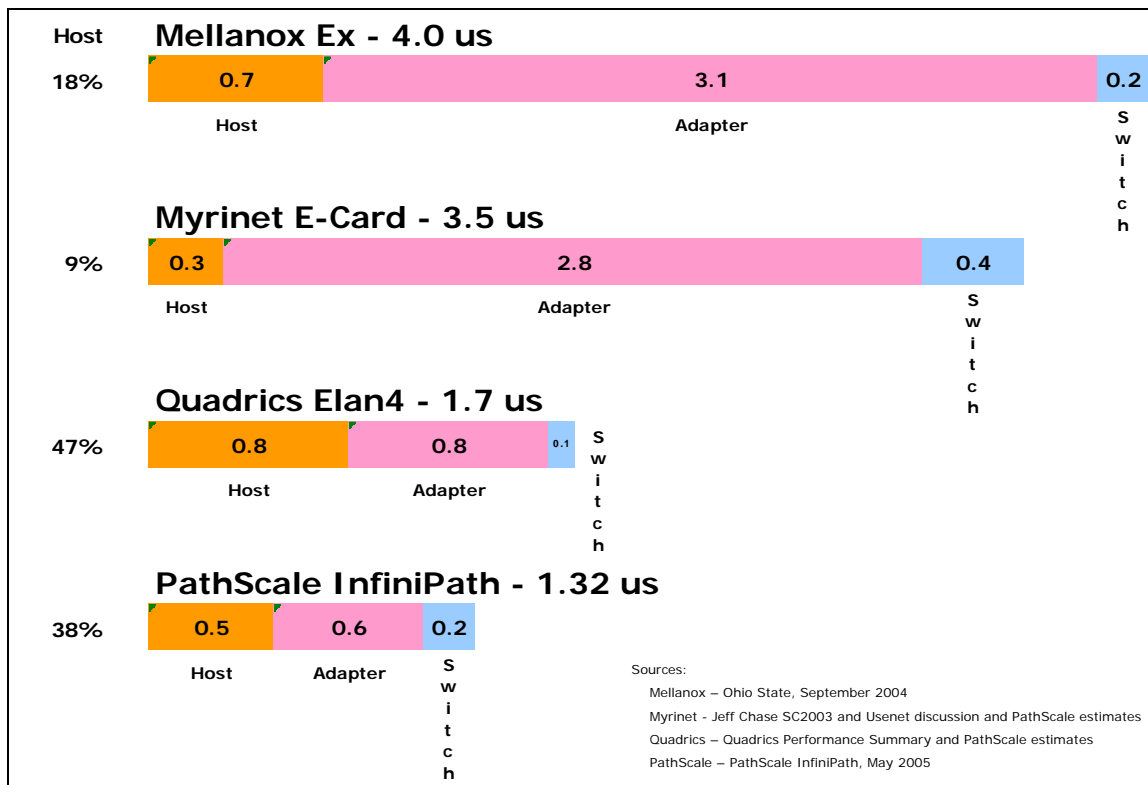 Host
Mellanox Ex - 4.0 us
18%
0.7
3.1
0.2
Host
Adapter
Switch
Myrinet E-Card - 3.5 us
9%
0.3
2.8
0.4
Host
Adapter
Switch
Quadrics Elan4 - 1.7 us
47%
0.8
0.8
0.1
Host
Adapter
Switch
PathScale InfiniPath - 1.32 us
38%
0.5
0.6
0.2
Host
Adapter
Switch
Sources:
Mellanox – Ohio State, September 2004
Myrinet - Jeff Chase SC2003 and Usenet discussion and PathScale estimates
Quadrics – Quadrics Performance Summary and PathScale estimates
PathScale – PathScale InfiniPath, May 2005